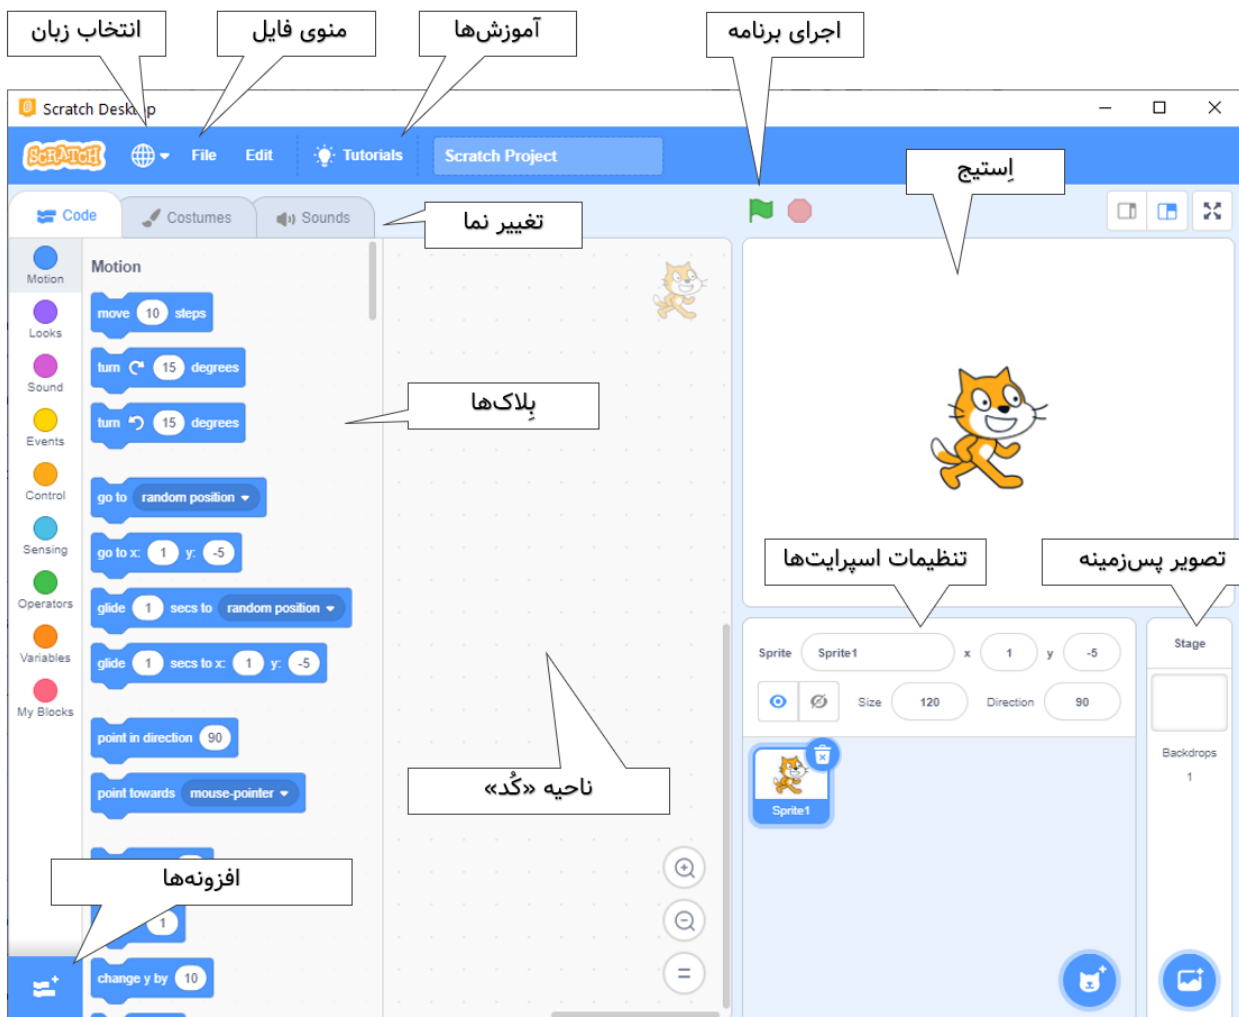 انتخاب زبان
منوی فایل
آموزش‌ها
اجرای برنامه
Scratch Desktop
SCRATCH
File
Edit
Tutorials
Scratch Project
اِستیج
Code
Costumes
Sounds
تغییر نما
Motion
Looks
Sound
Events
Control
Sensing
Operators
Variables
My Blocks
Motion
move 10 steps
turn 15 degrees
turn 15 degrees
go to random position
go to x: 1 y: -5
glide 1 secs to random position
glide 1 secs to x: 1 y: -5
point in direction 90
point towards mouse-pointer
1
change y by 10
بِلاک‌ها
ناحیه «کُد»
افزونه‌ها
تنظیمات اسپرایت‌ها
تصویر پس‌زمینه
Sprite Sprite1 x 1 y -5
Size 120 Direction 90
Sprite1
Stage
Backdrops
1